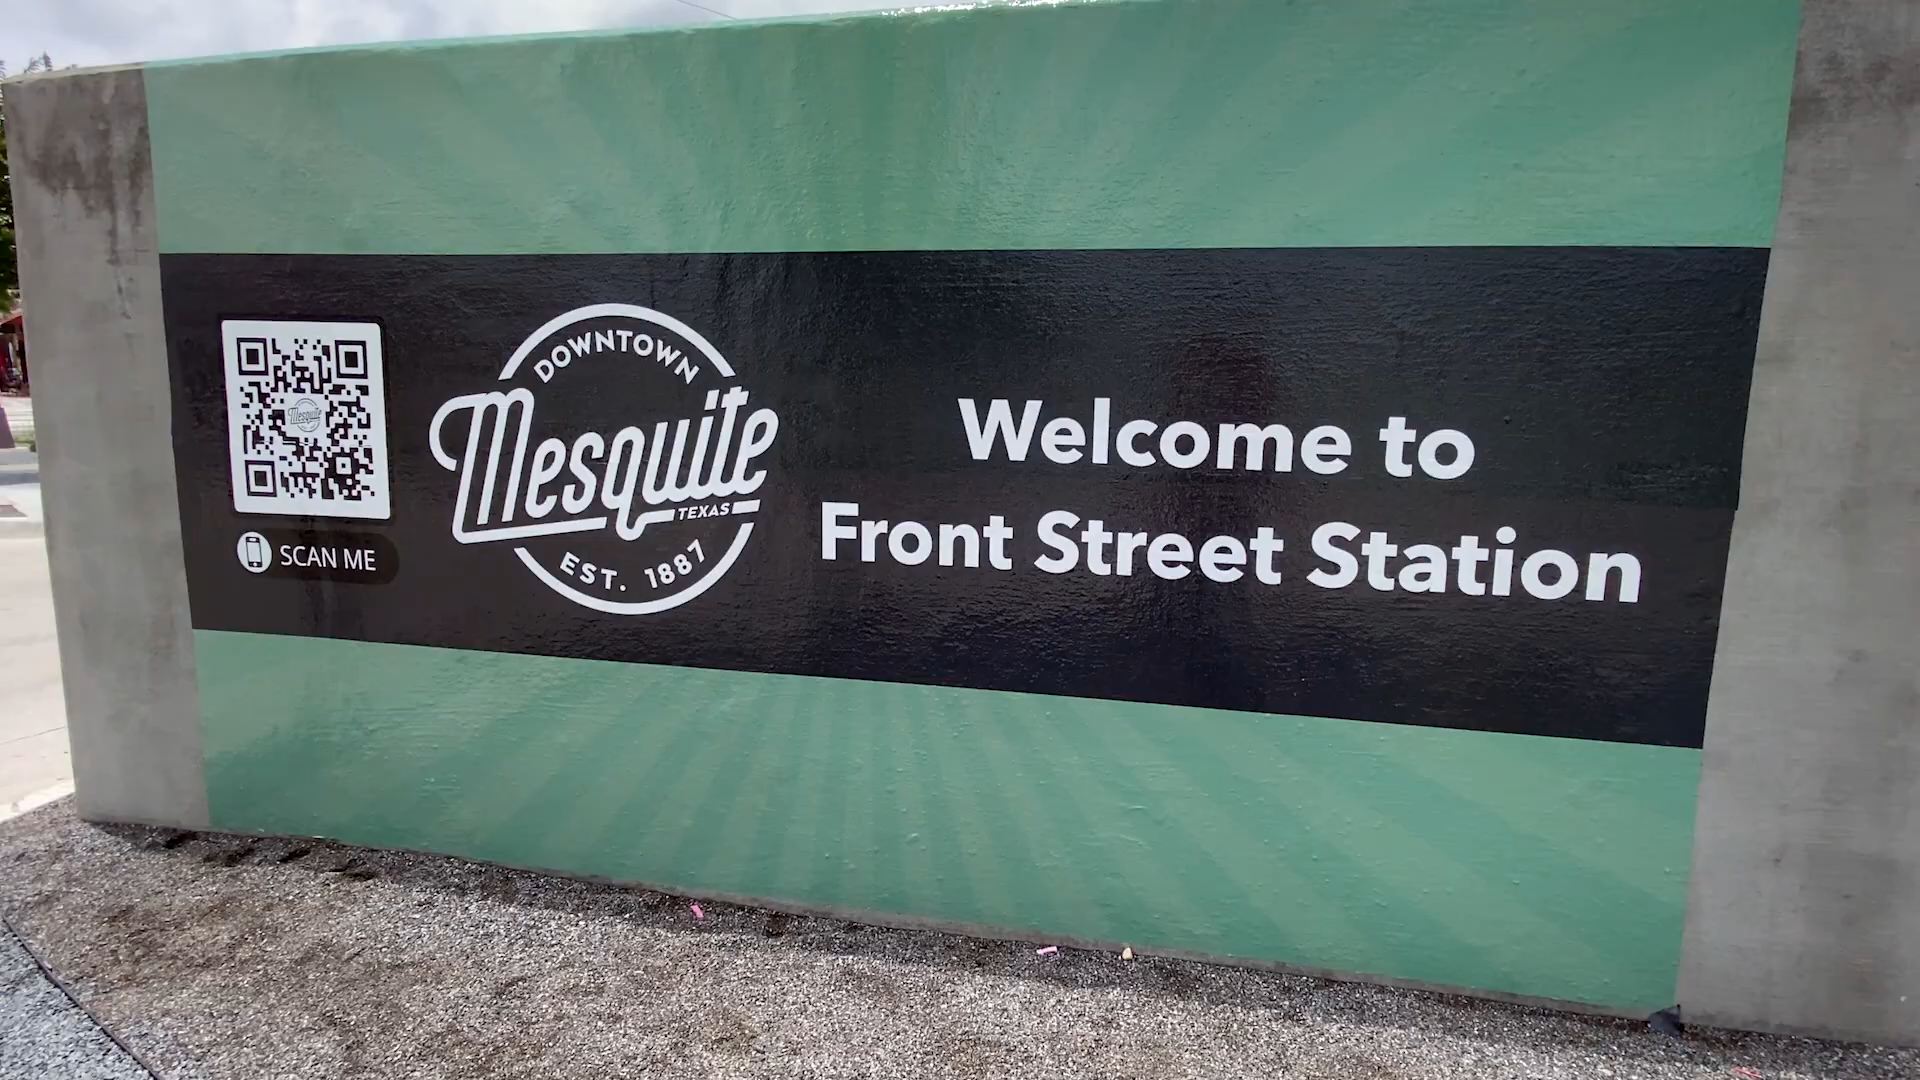 SCAN ME
DOWNTOWN
Mesquite
TEXAS
EST. 1887
Welcome to
Front Street Station